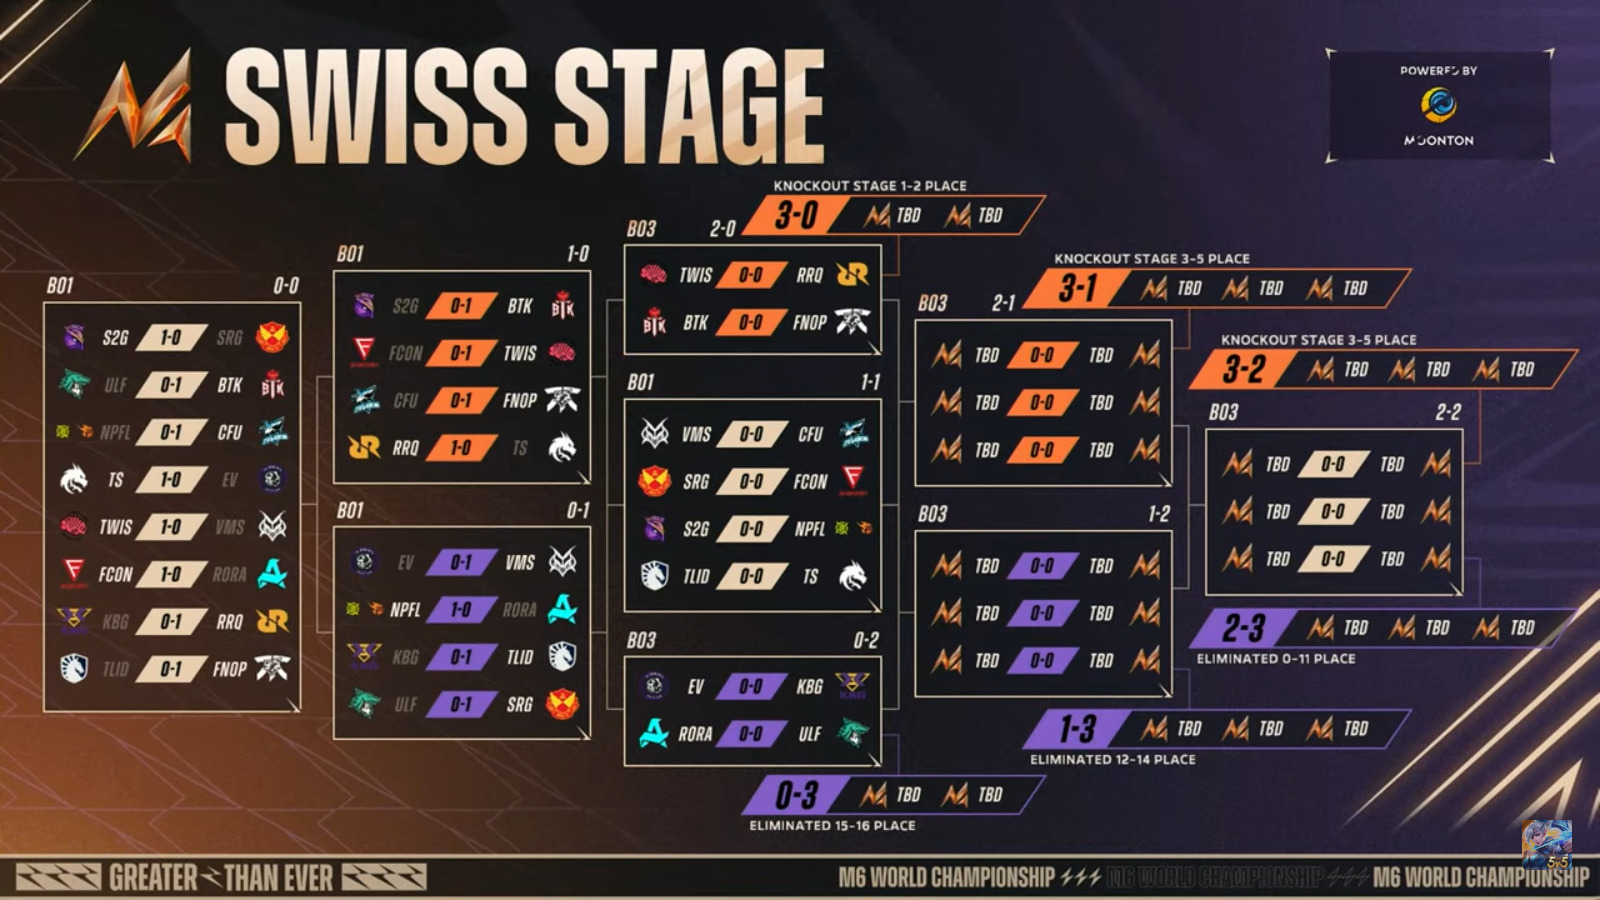 SWISS STAGE
POWERED BY
MOONTON
BO1 0-0
S2G 1-0 SRG
ULF 0-1 BTK
NPFL 0-1 CFU
TS 1-0 EV
TWIS 1-0 VMS
FCON 1-0 RORA
KBG 0-1 RRQ
TLID 0-1 FNOP
BO1 1-0
S2G 0-1 BTK
FCON 0-1 TWIS
CFU 0-1 FNOP
RRQ 1-0 TS
BO1 0-1
EV 0-1 VMS
NPFL 1-0 RORA
KBG 0-1 TLID
ULF 0-1 SRG
KNOCKOUT STAGE 1-2 PLACE
3-0 TBD TBD
BO3 2-0
TWIS 0-0 RRQ
BTK 0-0 FNOP
BO1 1-1
VMS 0-0 CFU
SRG 0-0 FCON
S2G 0-0 NPFL
TLID 0-0 TS
BO3 0-2
EV 0-0 KBG
RORA 0-0 ULF
0-3 TBD TBD
ELIMINATED 15-16 PLACE
KNOCKOUT STAGE 3-5 PLACE
3-1 TBD TBD TBD
BO3 2-1
TBD 0-0 TBD
TBD 0-0 TBD
TBD 0-0 TBD
BO3 1-2
TBD 0-0 TBD
TBD 0-0 TBD
TBD 0-0 TBD
1-3 TBD TBD TBD
ELIMINATED 12-14 PLACE
KNOCKOUT STAGE 3-5 PLACE
3-2 TBD TBD TBD
BO3 2-2
TBD 0-0 TBD
TBD 0-0 TBD
TBD 0-0 TBD
2-3 TBD TBD TBD
ELIMINATED 0-11 PLACE
5v5
GREATER THAN EVER
M6 WORLD CHAMPIONSHIP M6 WORLD CHAMPIONSHIP M6 WORLD CHAMPIONSHIP